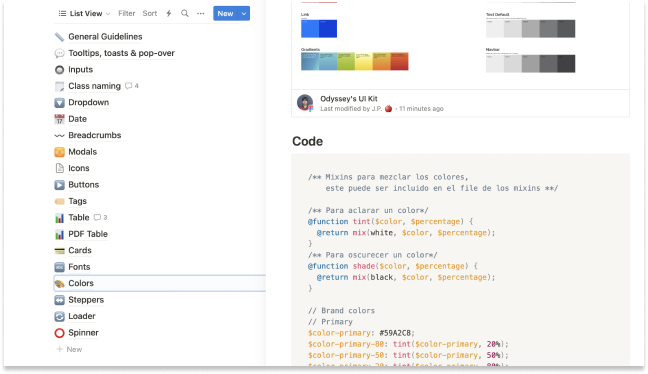 List View
Filter
Sort
New
General Guidelines
Tooltips, toasts & pop-over
Inputs
Class naming 4
Dropdown
Date
Breadcrumbs
Modals
Icons
Buttons
Tags
Table 3
PDF Table
Cards
Fonts
Colors
Steppers
Loader
Spinner
+ New
Link
Text Default
Gradients
Navbar
Odyssey's UI Kit
Last modified by J.P. - 11 minutes ago
Code
/** Mixins para mezclar los colores,
este puede ser incluido en el file de los mixins **/
/** Para aclarar un color*/
@function tint($color, $percentage) {
@return mix(white, $color, $percentage);
}
/** Para oscurecer un color*/
@function shade($color, $percentage) {
@return mix(black, $color, $percentage);
}
// Brand colors
// Primary
$color-primary: #59A2C8;
$color-primary-80: tint($color-primary, 20%);
$color-primary-50: tint($color-primary, 50%);